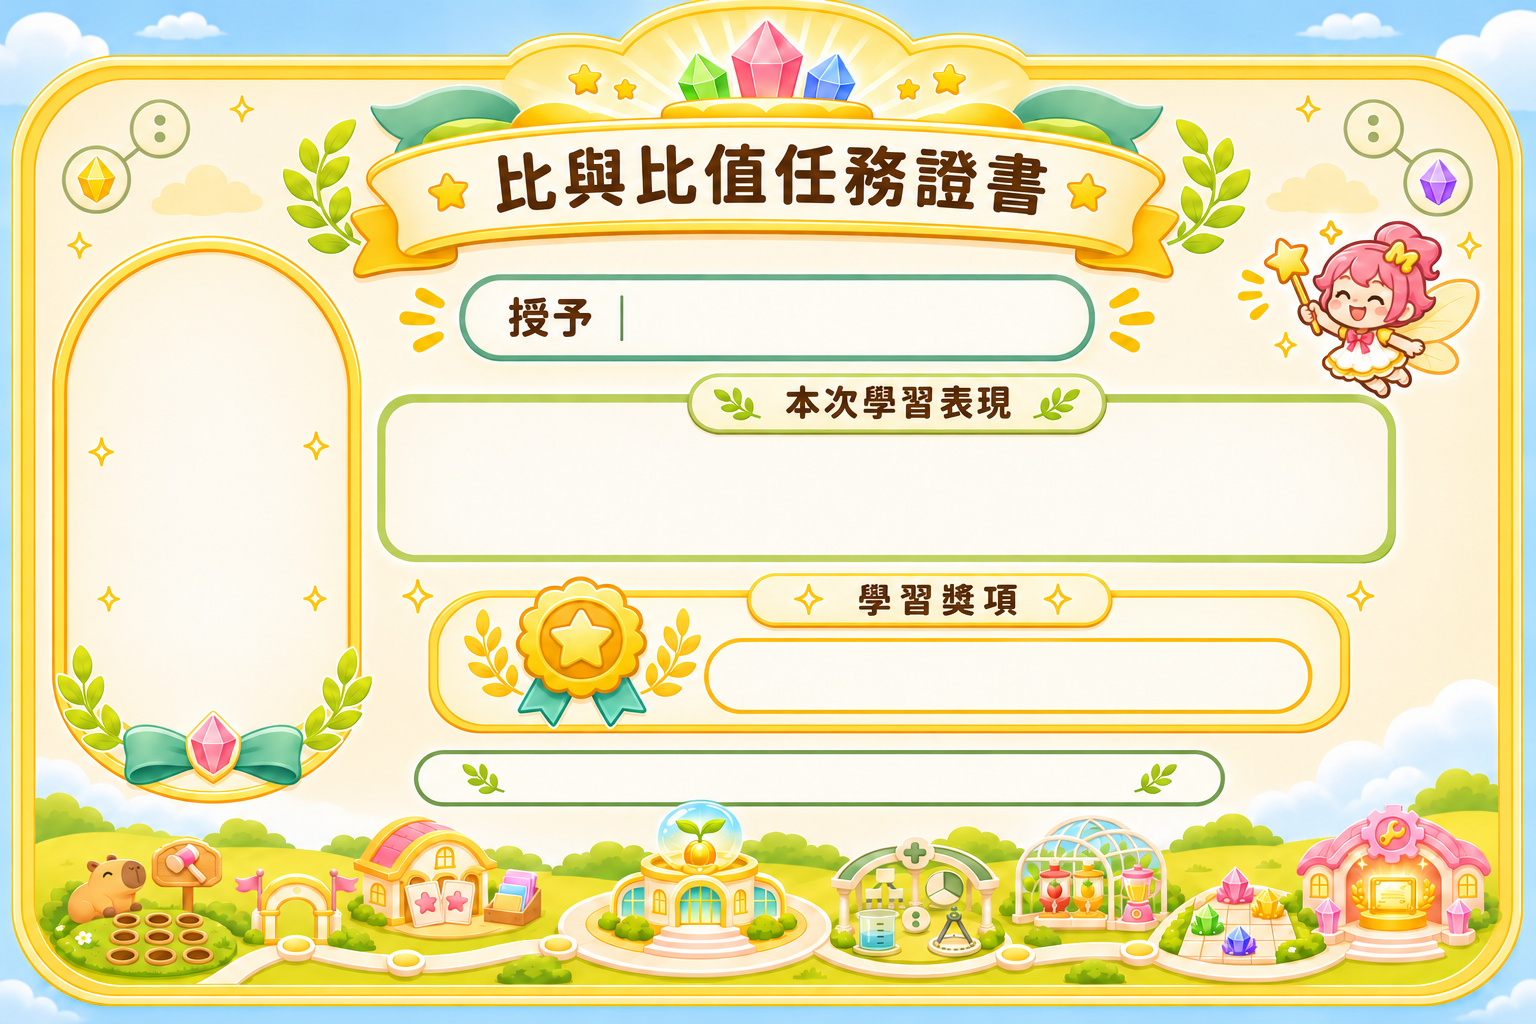 比與比值任務證書
授予
本次學習表現
學習獎項